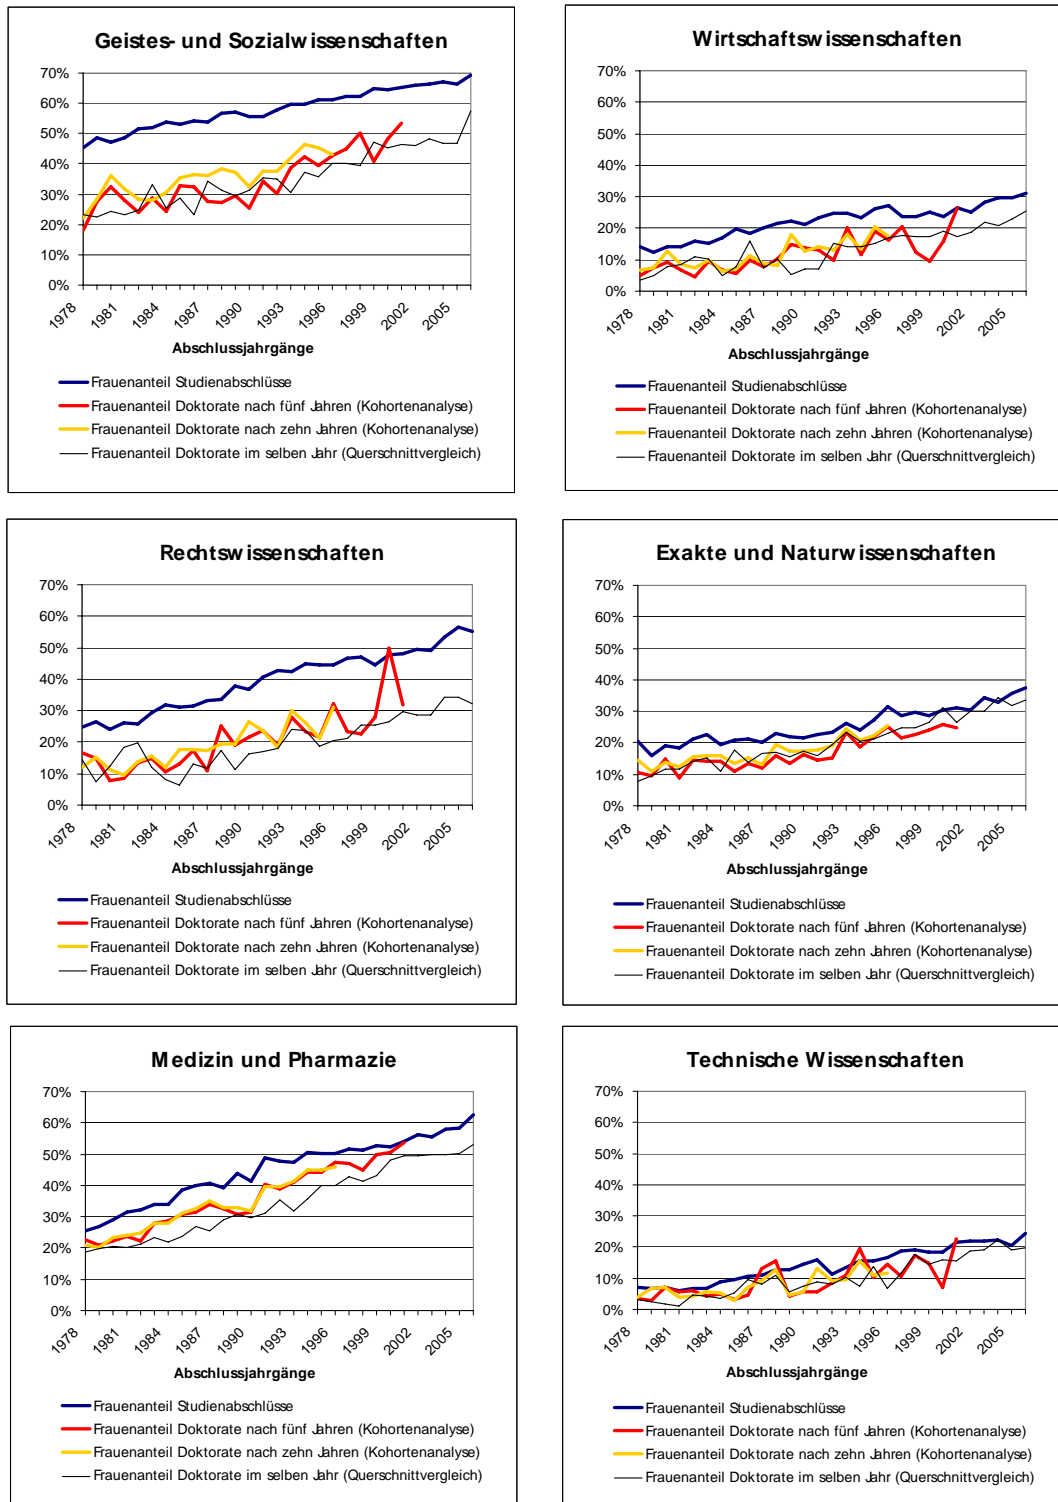 Geistes- und Sozialwissenschaften
70%
60%
50%
40%
30%
20%
10%
0%
1978 1981 1984 1987 1990 1993 1996 1999 2002 2005
Abschlussjahrgänge
Frauenanteil Studienabschlüsse
Frauenanteil Doktorate nach fünf Jahren (Kohortenanalyse)
Frauenanteil Doktorate nach zehn Jahren (Kohortenanalyse)
Frauenanteil Doktorate im selben Jahr (Querschnittvergleich)
Wirtschaftswissenschaften
70%
60%
50%
40%
30%
20%
10%
0%
1978 1981 1984 1987 1990 1993 1996 1999 2002 2005
Abschlussjahrgänge
Frauenanteil Studienabschlüsse
Frauenanteil Doktorate nach fünf Jahren (Kohortenanalyse)
Frauenanteil Doktorate nach zehn Jahren (Kohortenanalyse)
Frauenanteil Doktorate im selben Jahr (Querschnittvergleich)
Rechtswissenschaften
70%
60%
50%
40%
30%
20%
10%
0%
1978 1981 1984 1987 1990 1993 1996 1999 2002 2005
Abschlussjahrgänge
Frauenanteil Studienabschlüsse
Frauenanteil Doktorate nach fünf Jahren (Kohortenanalyse)
Frauenanteil Doktorate nach zehn Jahren (Kohortenanalyse)
Frauenanteil Doktorate im selben Jahr (Querschnittvergleich)
Exakte und Naturwissenschaften
70%
60%
50%
40%
30%
20%
10%
0%
1978 1981 1984 1987 1990 1993 1996 1999 2002 2005
Abschlussjahrgänge
Frauenanteil Studienabschlüsse
Frauenanteil Doktorate nach fünf Jahren (Kohortenanalyse)
Frauenanteil Doktorate nach zehn Jahren (Kohortenanalyse)
Frauenanteil Doktorate im selben Jahr (Querschnittvergleich)
Medizin und Pharmazie
70%
60%
50%
40%
30%
20%
10%
0%
1978 1981 1984 1987 1990 1993 1996 1999 2002 2005
Abschlussjahrgänge
Frauenanteil Studienabschlüsse
Frauenanteil Doktorate nach fünf Jahren (Kohortenanalyse)
Frauenanteil Doktorate nach zehn Jahren (Kohortenanalyse)
Frauenanteil Doktorate im selben Jahr (Querschnittvergleich)
Technische Wissenschaften
70%
60%
50%
40%
30%
20%
10%
0%
1978 1981 1984 1987 1990 1993 1996 1999 2002 2005
Abschlussjahrgänge
Frauenanteil Studienabschlüsse
Frauenanteil Doktorate nach fünf Jahren (Kohortenanalyse)
Frauenanteil Doktorate nach zehn Jahren (Kohortenanalyse)
Frauenanteil Doktorate im selben Jahr (Querschnittvergleich)